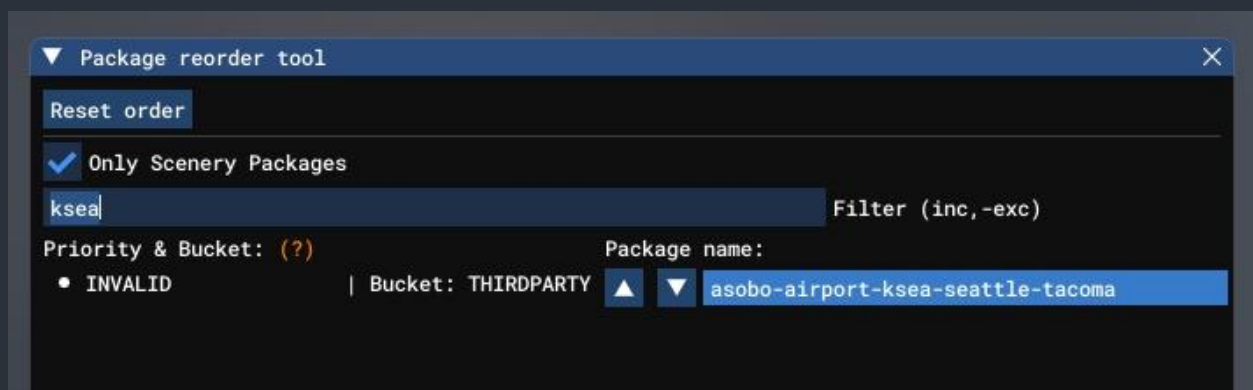 Package reorder tool
Reset order
Only Scenery Packages
ksea Filter (inc,-exc)
Priority & Bucket: (?) Package name:
INVALID | Bucket: THIRDPARTY asobo-airport-ksea-seattle-tacoma